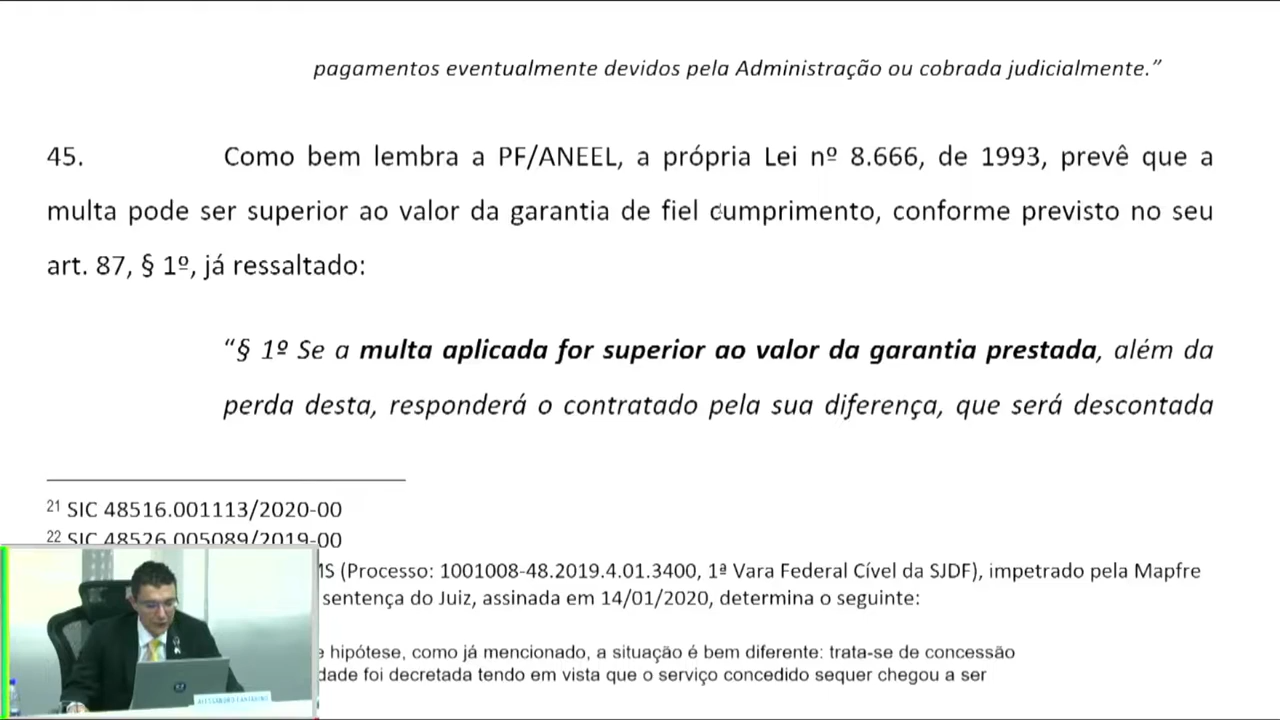 pagamentos eventualmente devidos pela Administração ou cobrada judicialmente.”
45. Como bem lembra a PF/ANEEL, a própria Lei nº 8.666, de 1993, prevê que a
multa pode ser superior ao valor da garantia de fiel cumprimento, conforme previsto no seu
art. 87, § 1º, já ressaltado:
“§ 1º Se a multa aplicada for superior ao valor da garantia prestada, além da
perda desta, responderá o contratado pela sua diferença, que será descontada
21 SIC 48516.001113/2020-00
22 SIC 48526.005089/2019-00
MS (Processo: 1001008-48.2019.4.01.3400, 1ª Vara Federal Cível da SJDF), impetrado pela Mapfre
sentença do Juiz, assinada em 14/01/2020, determina o seguinte:
hipótese, como já mencionado, a situação é bem diferente: trata-se de concessão
dade foi decretada tendo em vista que o serviço concedido sequer chegou a ser